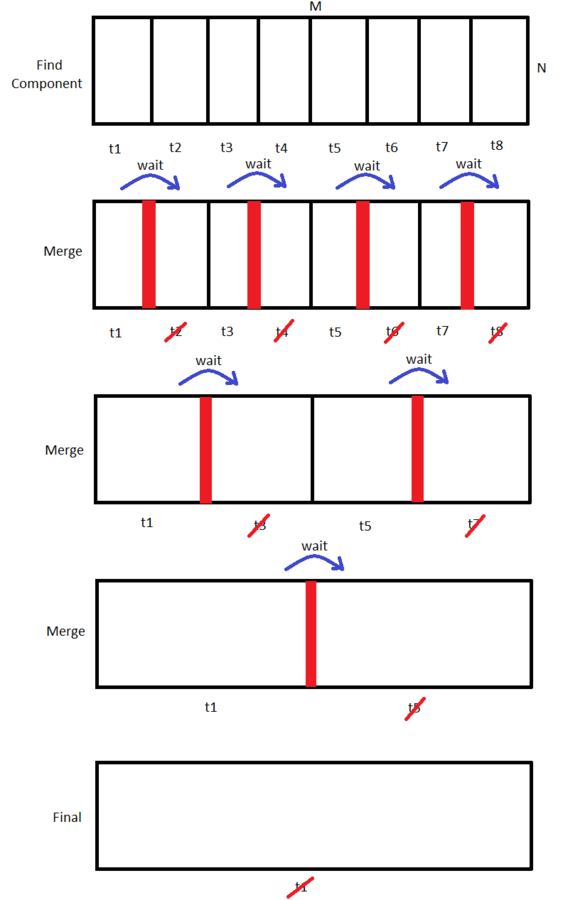 M
Find
Component
N
t1 t2 t3 t4 t5 t6 t7 t8
wait wait wait wait
Merge
t1 t2 t3 t4 t5 t6 t7 t8
wait wait
Merge
t1 t3 t5 t7
wait
Merge
t1 t5
Final
t1